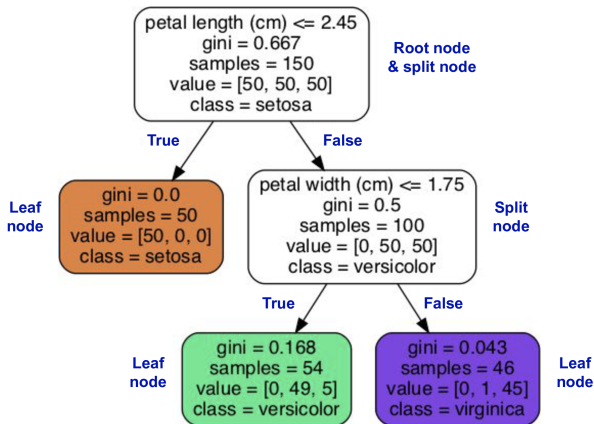 petal length (cm) <= 2.45
gini = 0.667
samples = 150
value = [50, 50, 50]
class = setosa
Root node
& split node
True
False
Leaf
node
gini = 0.0
samples = 50
value = [50, 0, 0]
class = setosa
petal width (cm) <= 1.75
gini = 0.5
samples = 100
value = [0, 50, 50]
class = versicolor
Split
node
True
False
Leaf
node
gini = 0.168
samples = 54
value = [0, 49, 5]
class = versicolor
gini = 0.043
samples = 46
value = [0, 1, 45]
class = virginica
Leaf
node